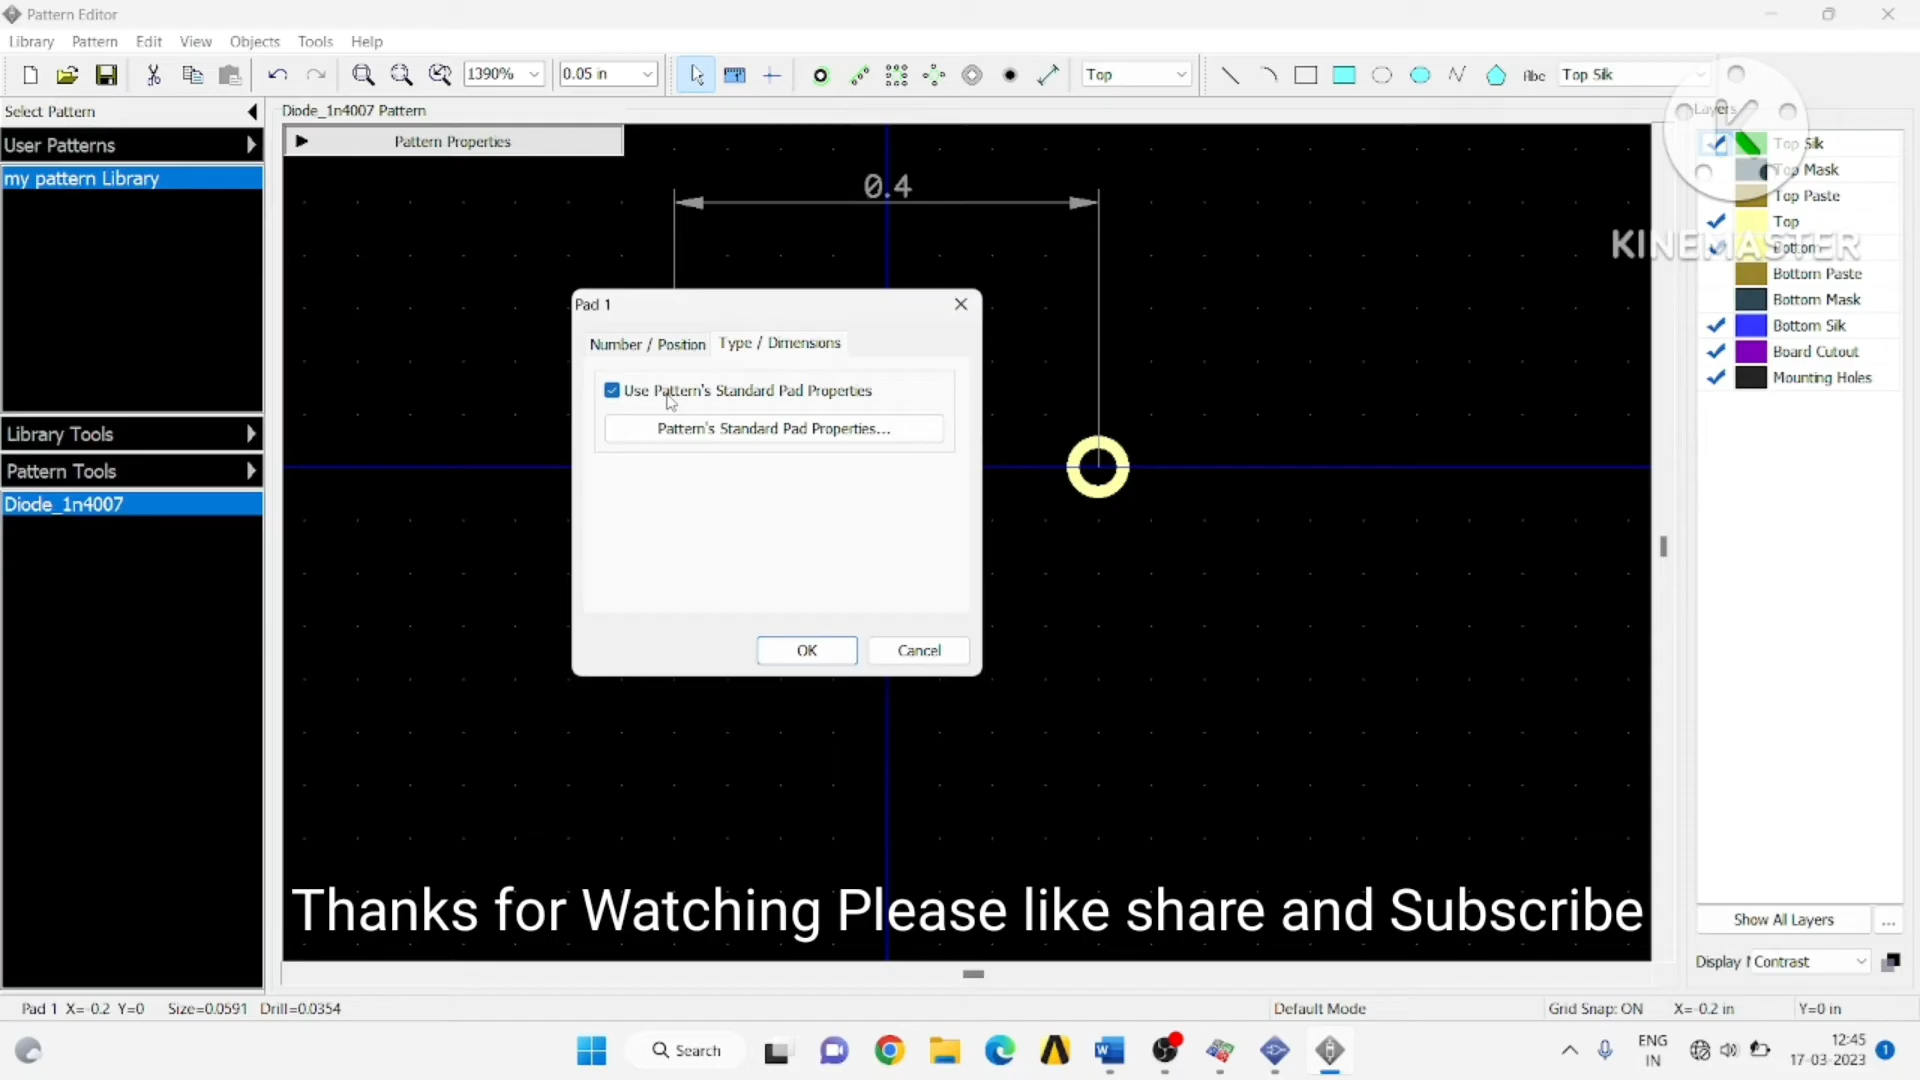 Pattern Editor
Library Pattern Edit View Objects Tools Help
1390% 0.05 in Top Abc Top Silk
Select Pattern
User Patterns
my pattern Library
Library Tools
Pattern Tools
Diode_1n4007
Diode_1n4007 Pattern
Pattern Properties
0.4
Pad 1
Number / Position Type / Dimensions
Use Pattern's Standard Pad Properties
Pattern's Standard Pad Properties...
OK Cancel
Layers
Top Silk
Top Mask
Top Paste
Top
Bottom
KINEMASTER
Bottom Paste
Bottom Mask
Bottom Silk
Board Cutout
Mounting Holes
Show All Layers ...
Display Contrast
Thanks for Watching Please like share and Subscribe
Pad 1 X=-0.2 Y=0 Size=0.0591 Drill=0.0354 Default Mode Grid Snap: ON X=-0.2 in Y=0 in
Search
ENG
IN
12:45
17-03-2023
1